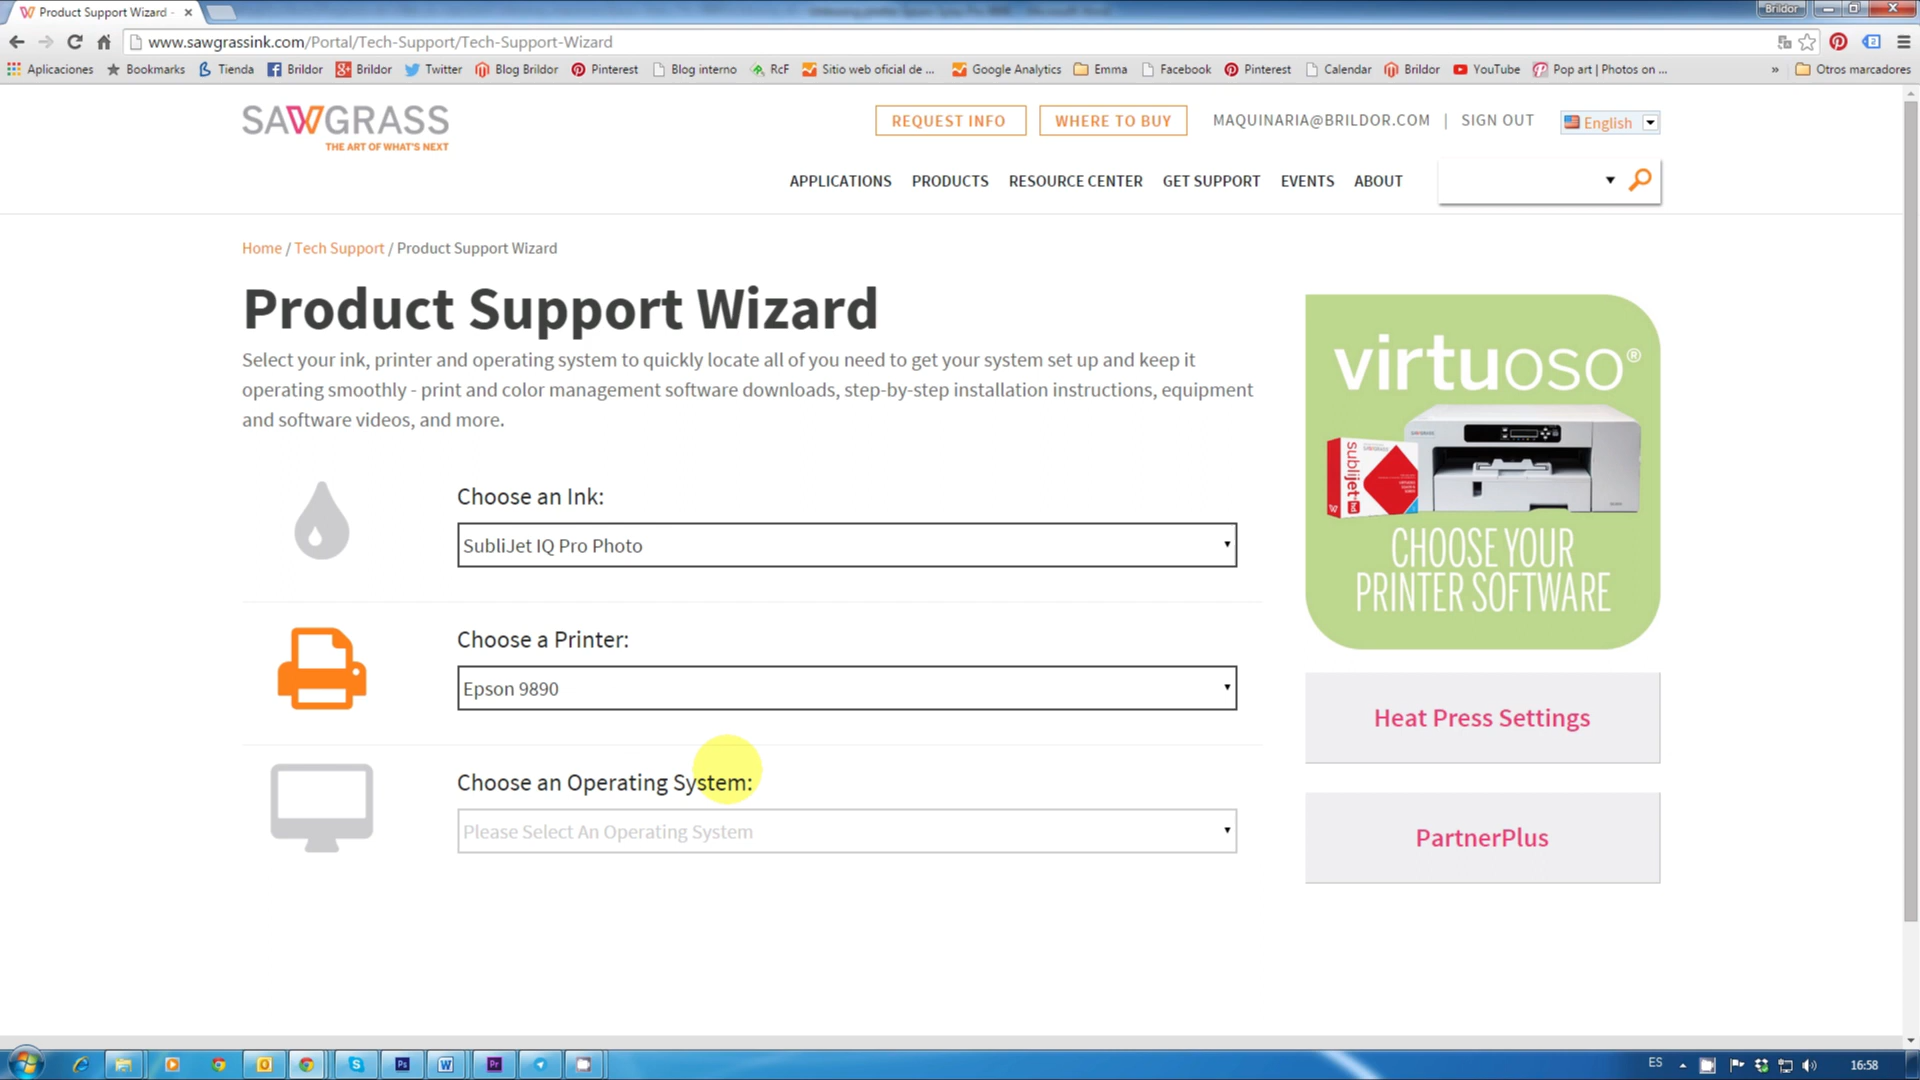 Product Support Wizard -
Brildor
www.sawgrassink.com/Portal/Tech-Support/Tech-Support-Wizard
Aplicaciones
Bookmarks
Tienda
Brildor
Brildor
Twitter
Blog Brildor
Pinterest
Blog interno
RcF
Sitio web oficial de ...
Google Analytics
Emma
Facebook
Pinterest
Calendar
Brildor
YouTube
Pop art | Photos on ...
»
Otros marcadores
SAWGRASS
THE ART OF WHAT'S NEXT
REQUEST INFO
WHERE TO BUY
MAQUINARIA@BRILDOR.COM | SIGN OUT
English
APPLICATIONS PRODUCTS RESOURCE CENTER GET SUPPORT EVENTS ABOUT
Home / Tech Support / Product Support Wizard
Product Support Wizard
Select your ink, printer and operating system to quickly locate all of you need to get your system set up and keep it
operating smoothly - print and color management software downloads, step-by-step installation instructions, equipment
and software videos, and more.
Choose an Ink:
SubliJet IQ Pro Photo
Choose a Printer:
Epson 9890
Choose an Operating System:
Please Select An Operating System
virtuoso®
sublijet hd
CHOOSE YOUR
PRINTER SOFTWARE
Heat Press Settings
PartnerPlus
ES
16:58